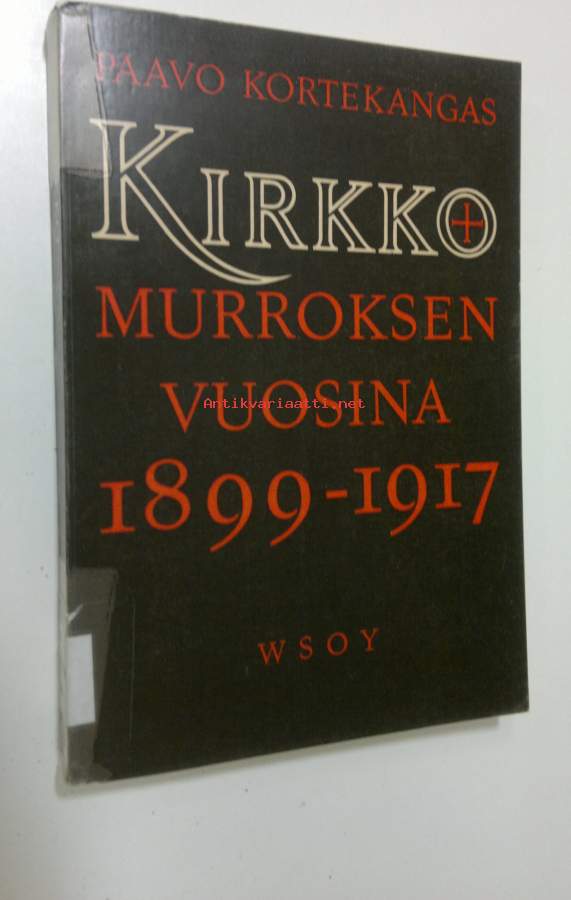 PAAVO KORTEKANGAS
KIRKKO
MURROKSEN
VUOSINA
Antikvariaatti.net
1899-1917
WSOY